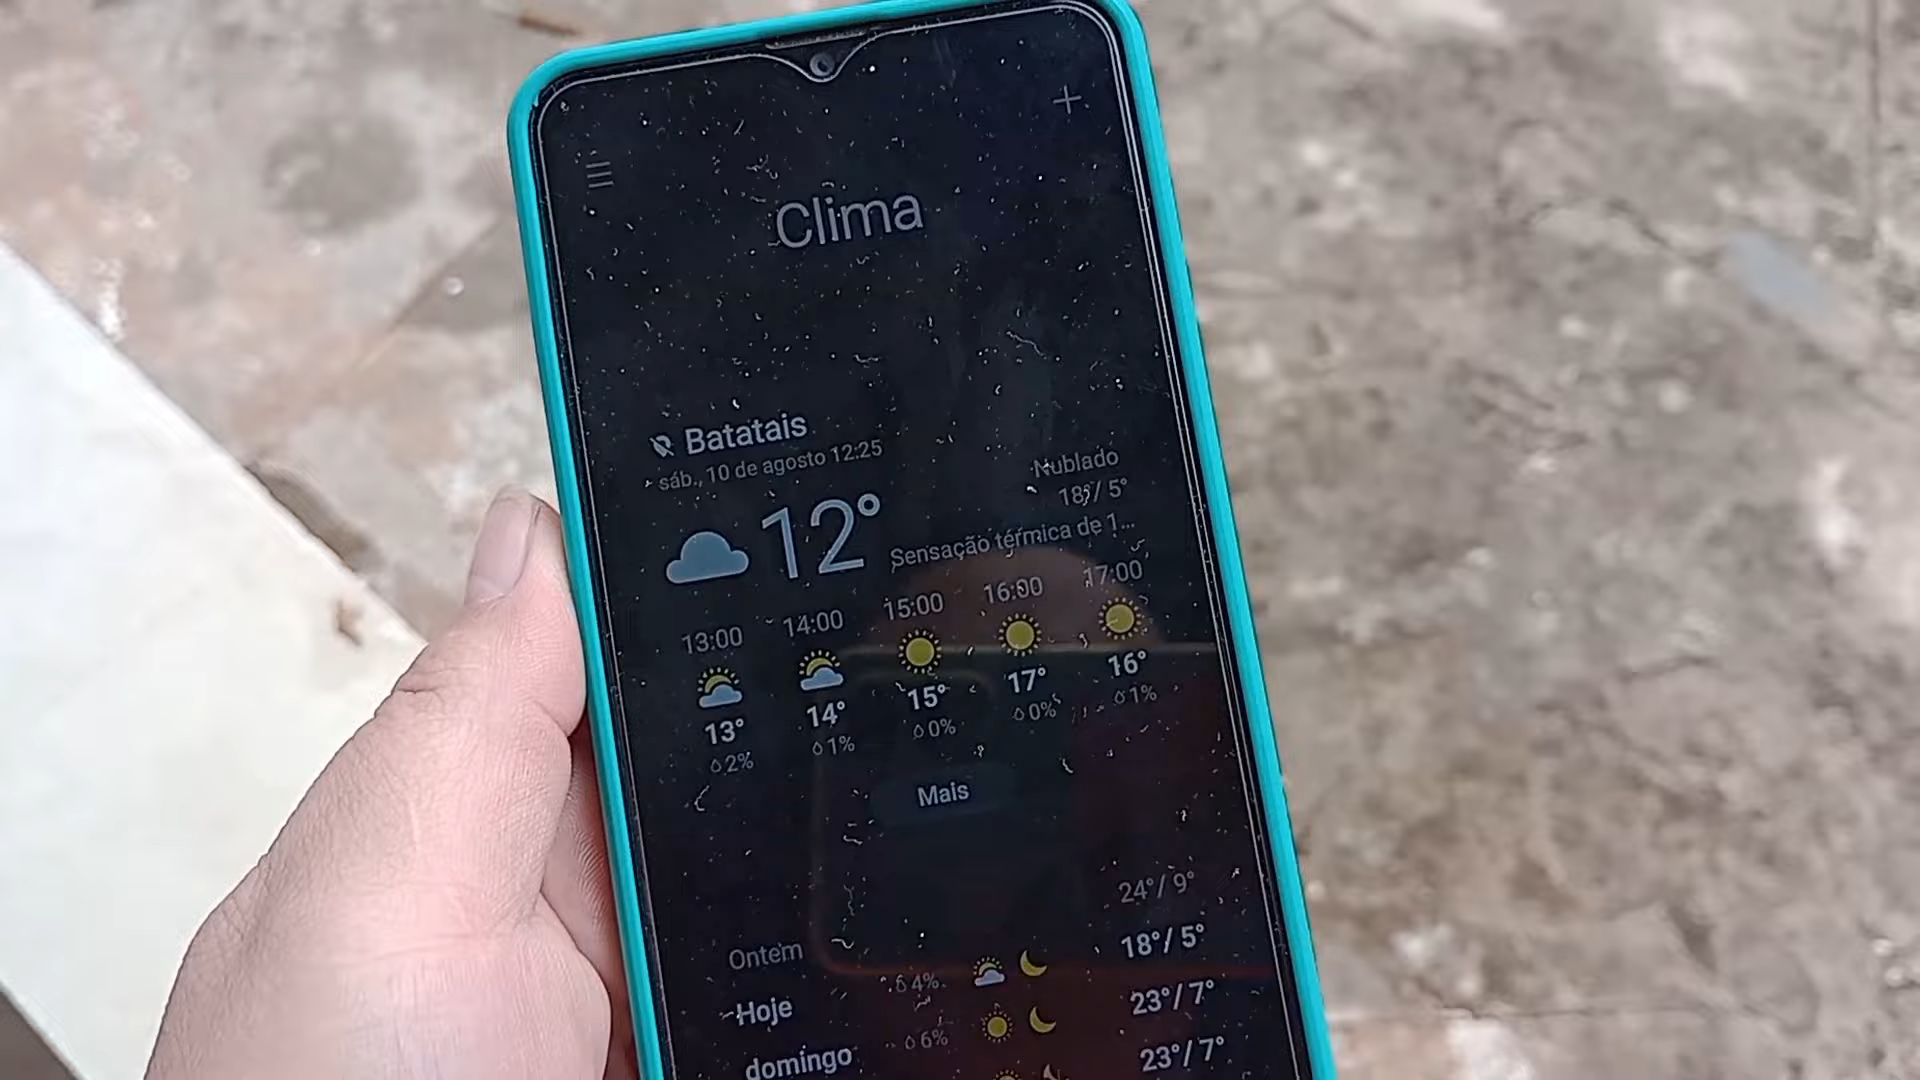 Clima
Batatais
sáb., 10 de agosto 12:25
Nublado
12° 18°/ 5°
Sensação térmica de 1...
13:00 14:00 15:00 16:00 17:00
13° 14° 15° 17° 16°
2% 1% 0% 0% 1%
Mais
Ontem 24°/ 9°
Hoje 4% 18°/ 5°
domingo 6% 23°/ 7°
23°/ 7°